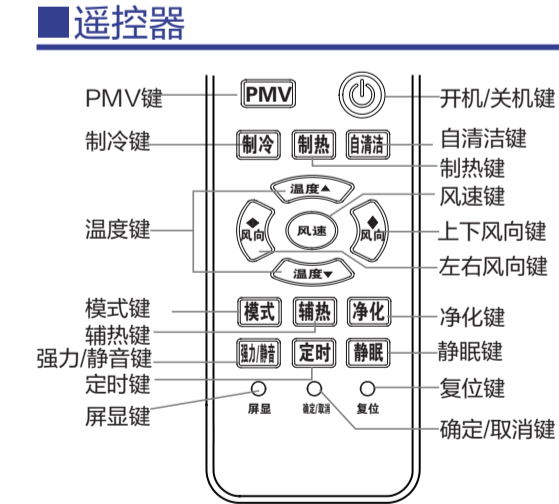 遥控器
PMV键
PMV
开机/关机键
制冷键
制冷
制热
自清洁
自清洁键
制热键
温度▲
风速键
温度键
风向
风速
风向
上下风向键
左右风向键
温度▼
模式键
模式
辅热
净化
净化键
辅热键
强力/静音键
强力/静音
定时
静眠
静眠键
定时键
复位键
屏显键
屏显
确定/取消
复位
确定/取消键